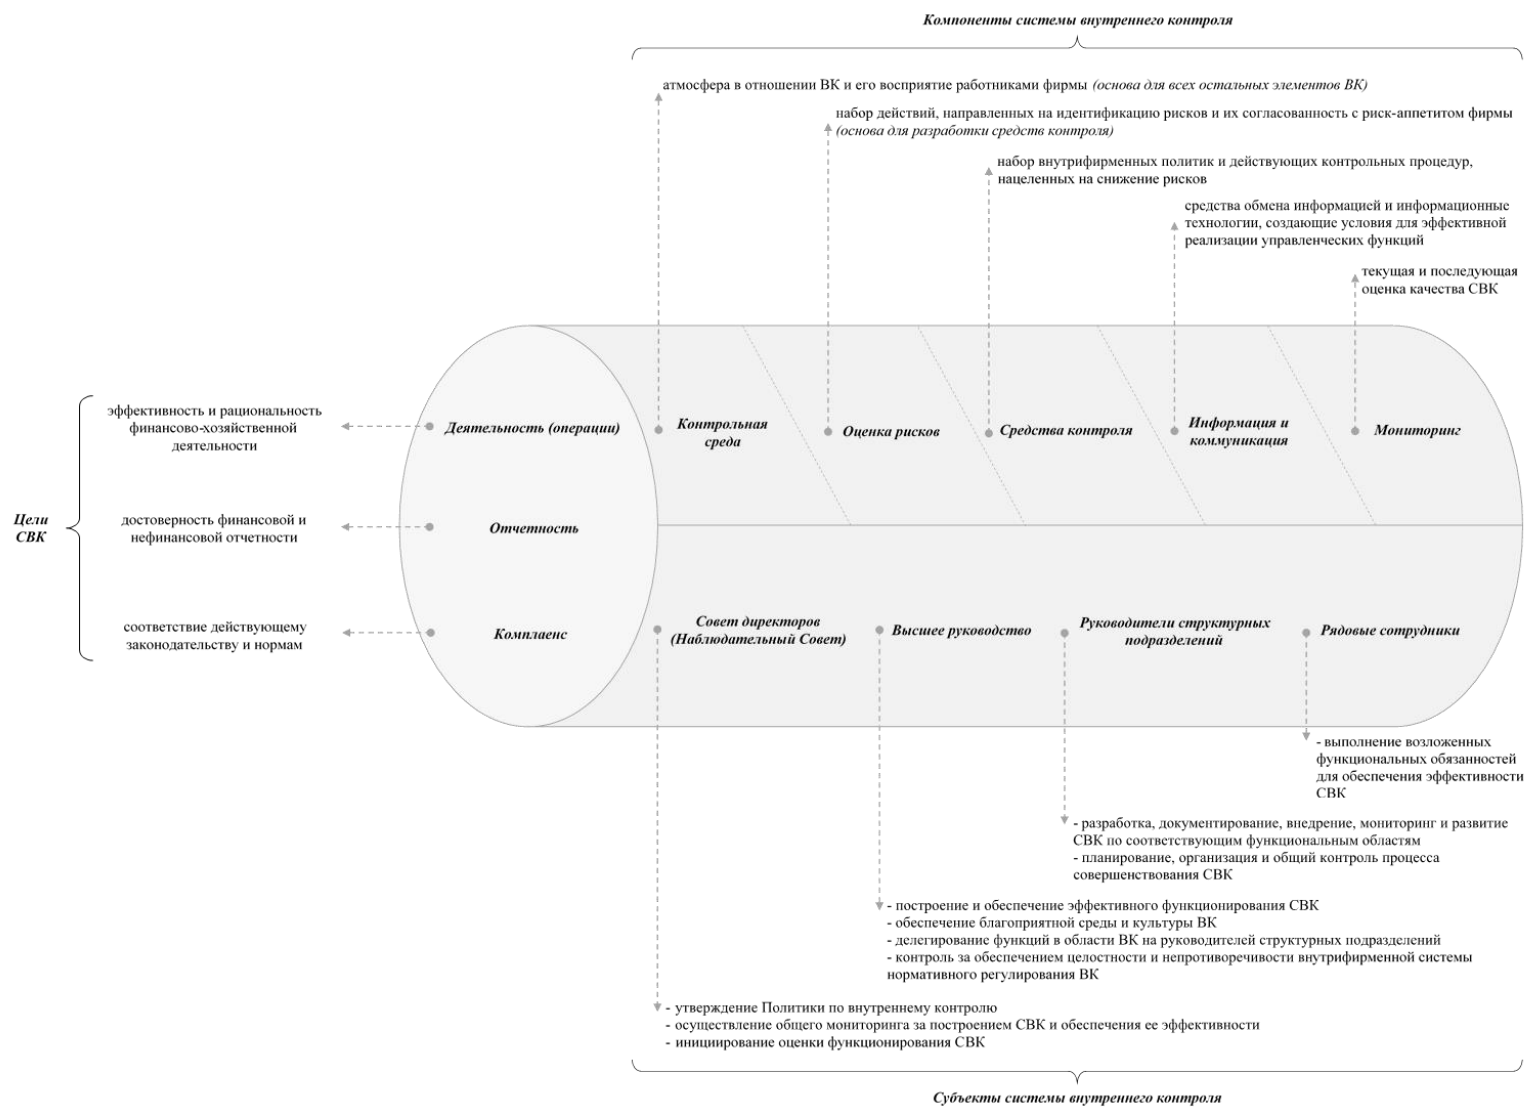 Компоненты системы внутреннего контроля
атмосфера в отношении ВК и его восприятие работниками фирмы (основа для всех остальных элементов ВК)
набор действий, направленных на идентификацию рисков и их согласованность с риск-аппетитом фирмы
(основа для разработки средств контроля)
набор внутрифирменных политик и действующих контрольных процедур,
нацеленных на снижение рисков
средства обмена информацией и информационные
технологии, создающие условия для эффективной
реализации управленческих функций
текущая и последующая
оценка качества СВК
Цели
СВК
эффективность и рациональность
финансово-хозяйственной
деятельности
достоверность финансовой и
нефинансовой отчетности
соответствие действующему
законодательству и нормам
Деятельность (операции)
Отчетность
Комплаенс
Контрольная
среда
Оценка рисков
Средства контроля
Информация и
коммуникация
Мониторинг
Совет директоров
(Наблюдательный Совет)
Высшее руководство
Руководители структурных
подразделений
Рядовые сотрудники
- выполнение возложенных
функциональных обязанностей
для обеспечения эффективности
СВК
- разработка, документирование, внедрение, мониторинг и развитие
СВК по соответствующим функциональным областям
- планирование, организация и общий контроль процесса
совершенствования СВК
- построение и обеспечение эффективного функционирования СВК
- обеспечение благоприятной среды и культуры ВК
- делегирование функций в области ВК на руководителей структурных подразделений
- контроль за обеспечением целостности и непротиворечивости внутрифирменной системы
нормативного регулирования ВК
- утверждение Политики по внутреннему контролю
- осуществление общего мониторинга за построением СВК и обеспечения ее эффективности
- инициирование оценки функционирования СВК
Субъекты системы внутреннего контроля